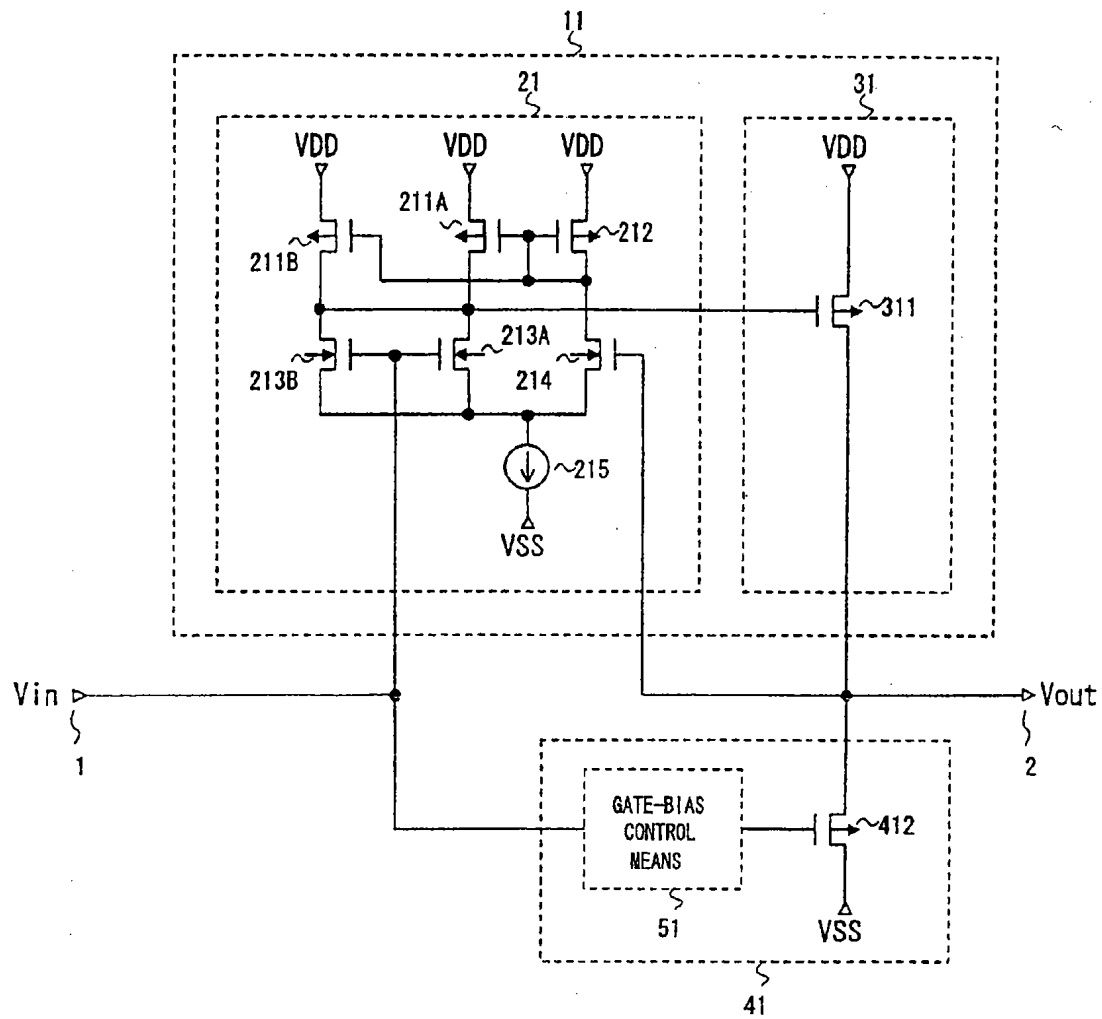 11
21
31
VDD
VDD
VDD
VDD
211A
212
211B
311
213A
213B
214
215
VSS
Vin
Vout
1
2
GATE-BIAS
CONTROL
MEANS
412
51
VSS
41